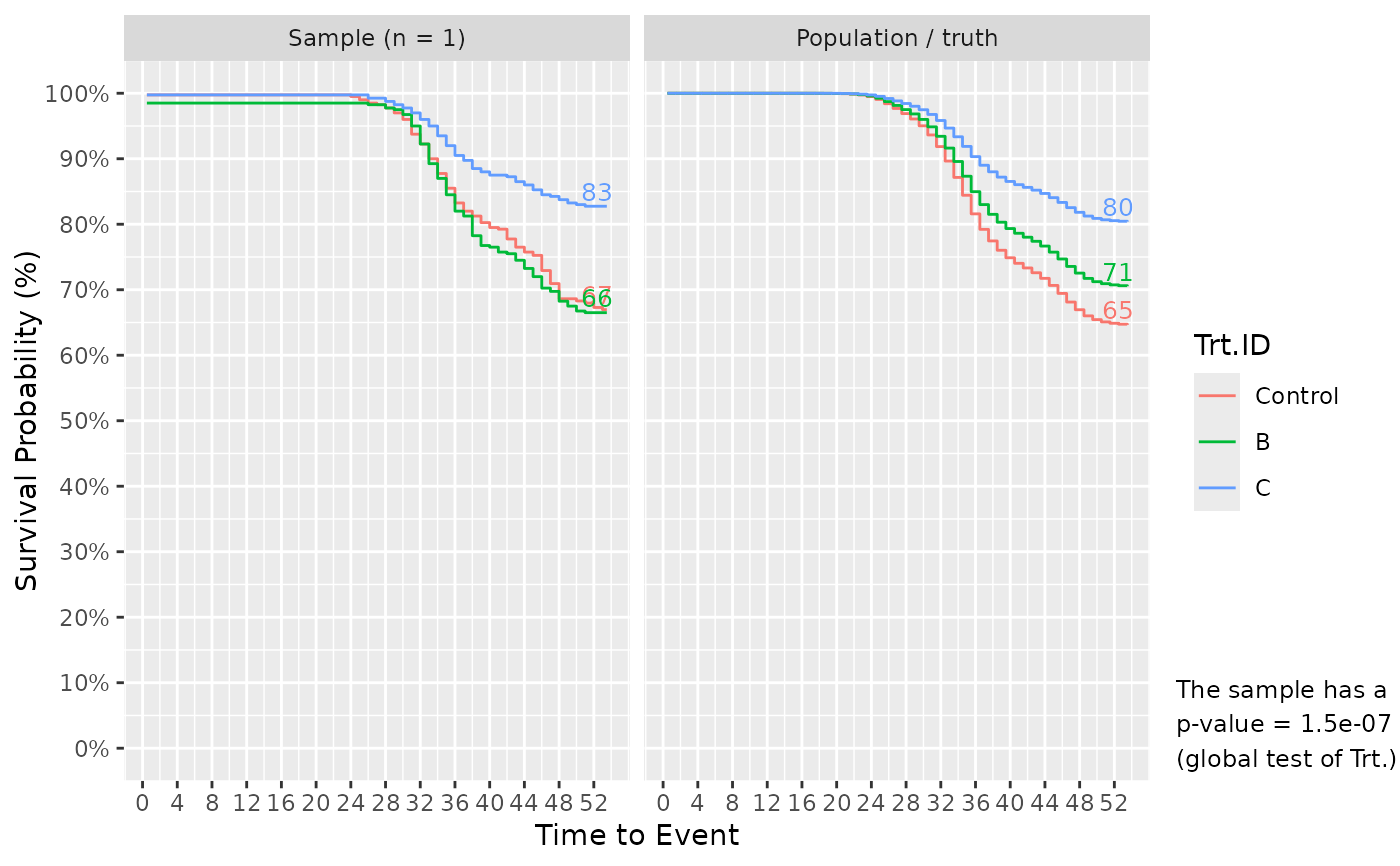 Sample (n = 1)
Population / truth
Survival Probability (%)
100%
90%
80%
70%
60%
50%
40%
30%
20%
10%
0%
83
67
66
80
71
65
0 4 8 12 16 20 24 28 32 36 40 44 48 52
0 4 8 12 16 20 24 28 32 36 40 44 48 52
Time to Event
Trt.ID
Control
B
C
The sample has a
p-value = 1.5e-07
(global test of Trt.)